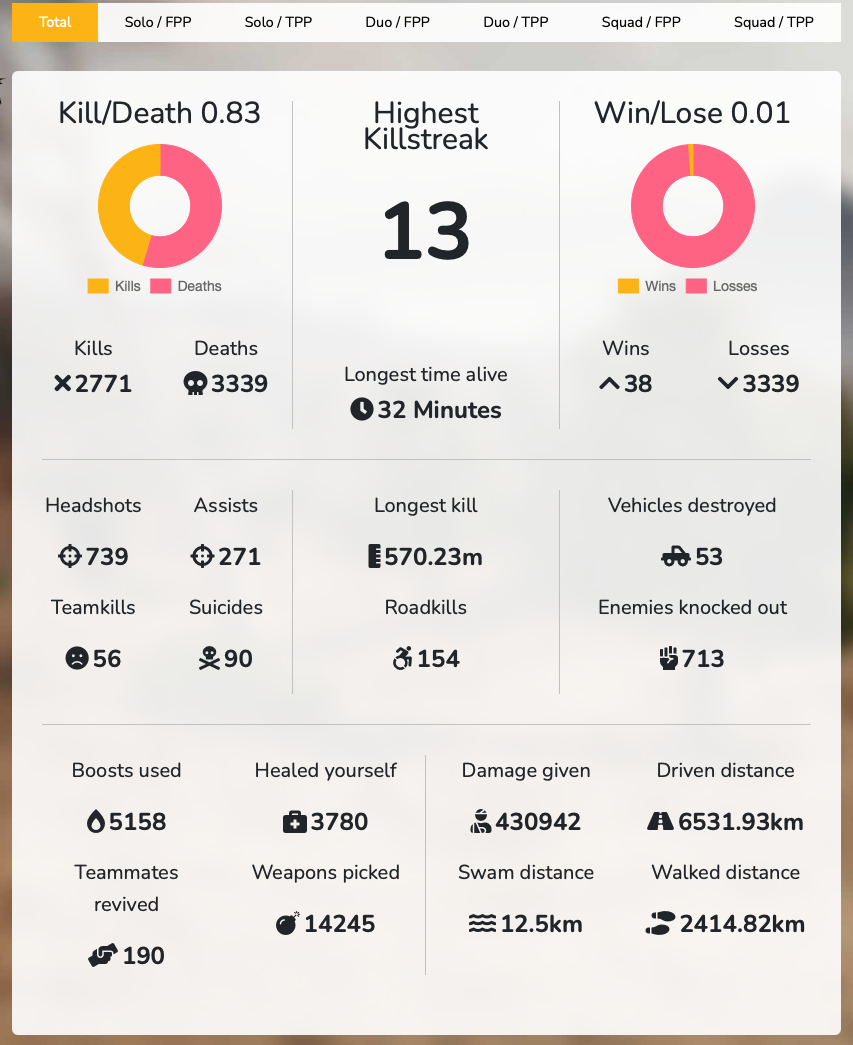 Total Solo / FPP Solo / TPP Duo / FPP Duo / TPP Squad / FPP Squad / TPP
Kill/Death 0.83
Kills Deaths
Kills Deaths
2771 3339
Highest
Killstreak
13
Longest time alive
32 Minutes
Win/Lose 0.01
Wins Losses
Wins Losses
38 3339
Headshots Assists
739 271
Teamkills Suicides
56 90
Longest kill
570.23m
Roadkills
154
Vehicles destroyed
53
Enemies knocked out
713
Boosts used Healed yourself
5158 3780
Teammates
revived
190
Weapons picked
14245
Damage given Driven distance
430942 6531.93km
Swam distance Walked distance
12.5km 2414.82km